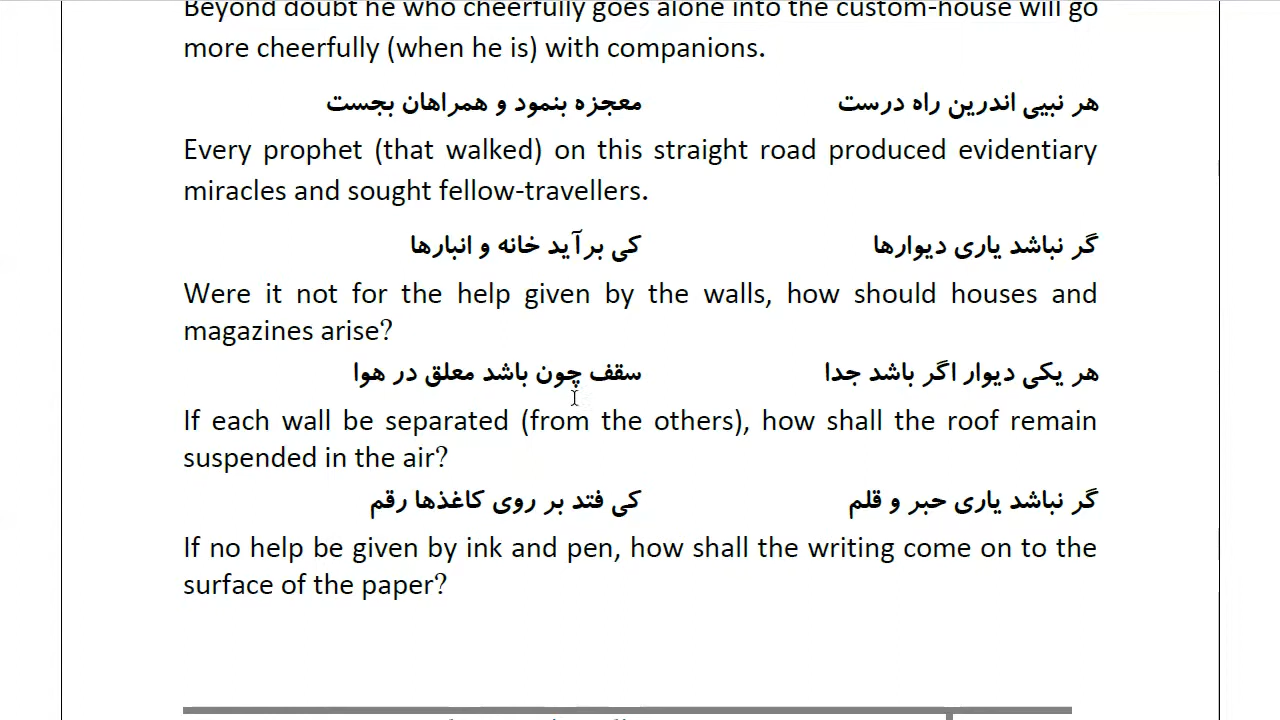 Beyond doubt he who cheerfully goes alone into the custom-house will go
more cheerfully (when he is) with companions.
هر نبیی اندرین راه درست معجزه بنمود و همراهان بجست
Every prophet (that walked) on this straight road produced evidentiary
miracles and sought fellow-travellers.
گر نباشد یاری دیوارها کی برآید خانه و انبارها
Were it not for the help given by the walls, how should houses and
magazines arise?
هر یکی دیوار اگر باشد جدا سقف چون باشد معلق در هوا
If each wall be separated (from the others), how shall the roof remain
suspended in the air?
گر نباشد یاری حبر و قلم کی فتد بر روی کاغذها رقم
If no help be given by ink and pen, how shall the writing come on to the
surface of the paper?